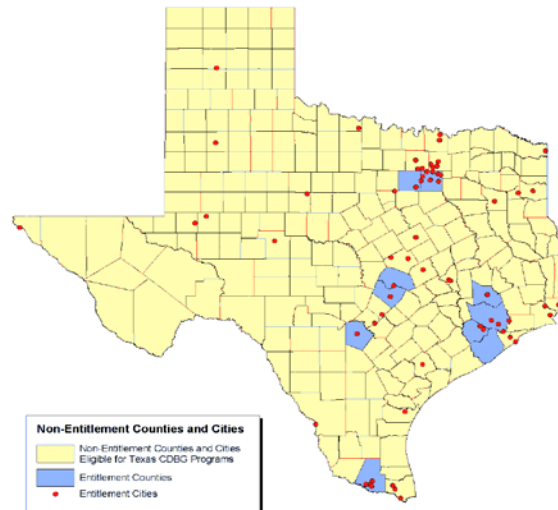 Non-Entitlement Counties and Cities
Non-Entitlement Counties and Cities
Eligible for Texas CDBG Programs
Entitlement Counties
Entitlement Cities